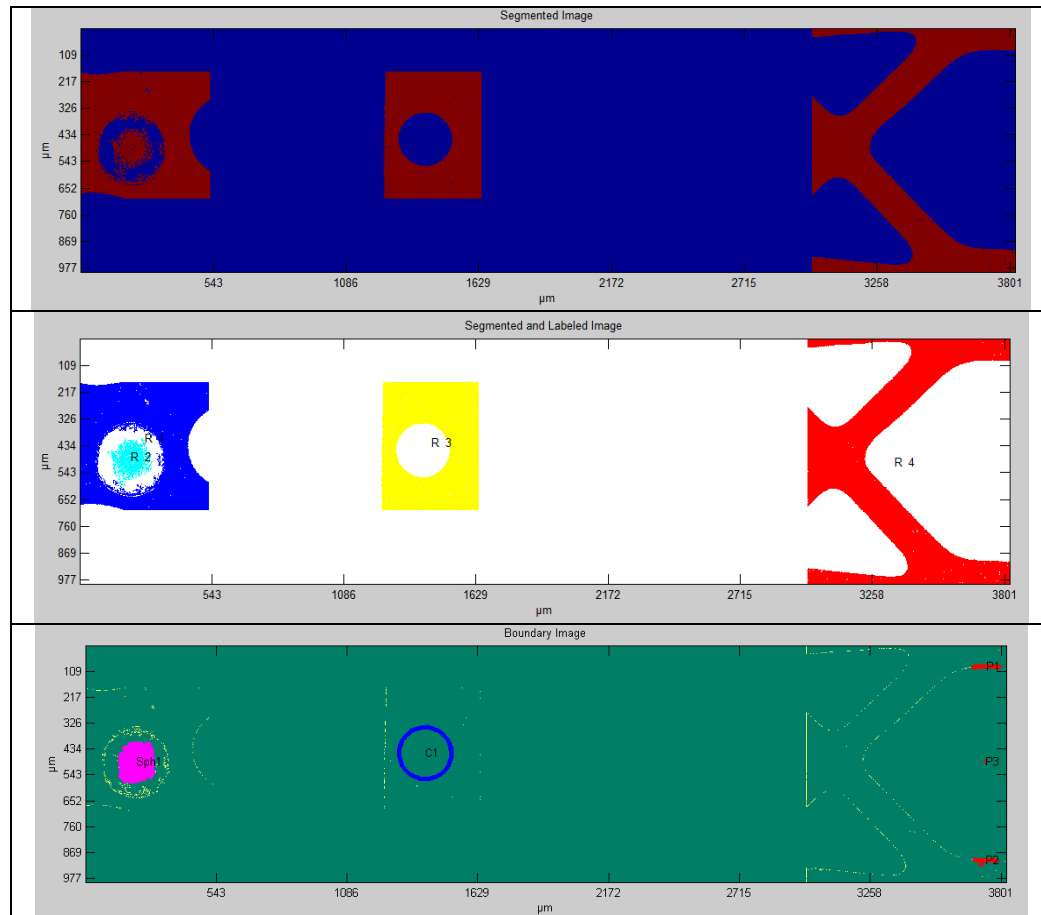 Segmented Image
109
217
326
434
543
652
760
869
977
µm
543 1086 1629 2172 2715 3258 3801
µm
Segmented and Labeled Image
109
217
326
434
543
652
760
869
977
µm
R
R 2
R 3
R 4
543 1086 1629 2172 2715 3258 3801
µm
Boundary Image
109
217
326
434
543
652
760
869
977
µm
P1
C1
Sph1
P3
P2
543 1086 1629 2172 2715 3258 3801
µm